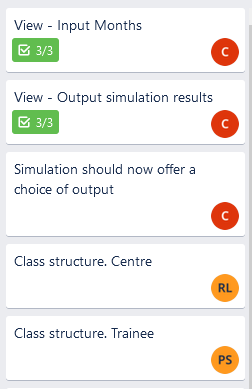 View - Input Months
3/3
C
View - Output simulation results
3/3
C
Simulation should now offer a
choice of output
C
Class structure. Centre
RL
Class structure. Trainee
PS